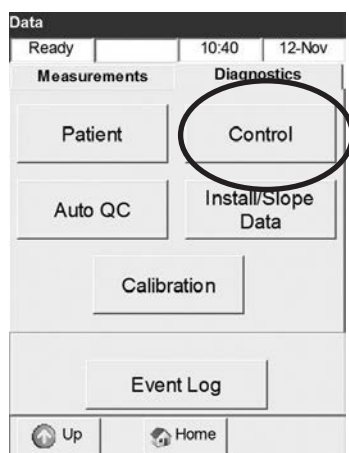 Data
Ready 10:40 12-Nov
Measurements Diagnostics
Patient Control
Auto QC Install/Slope
Data
Calibration
Event Log
Up Home